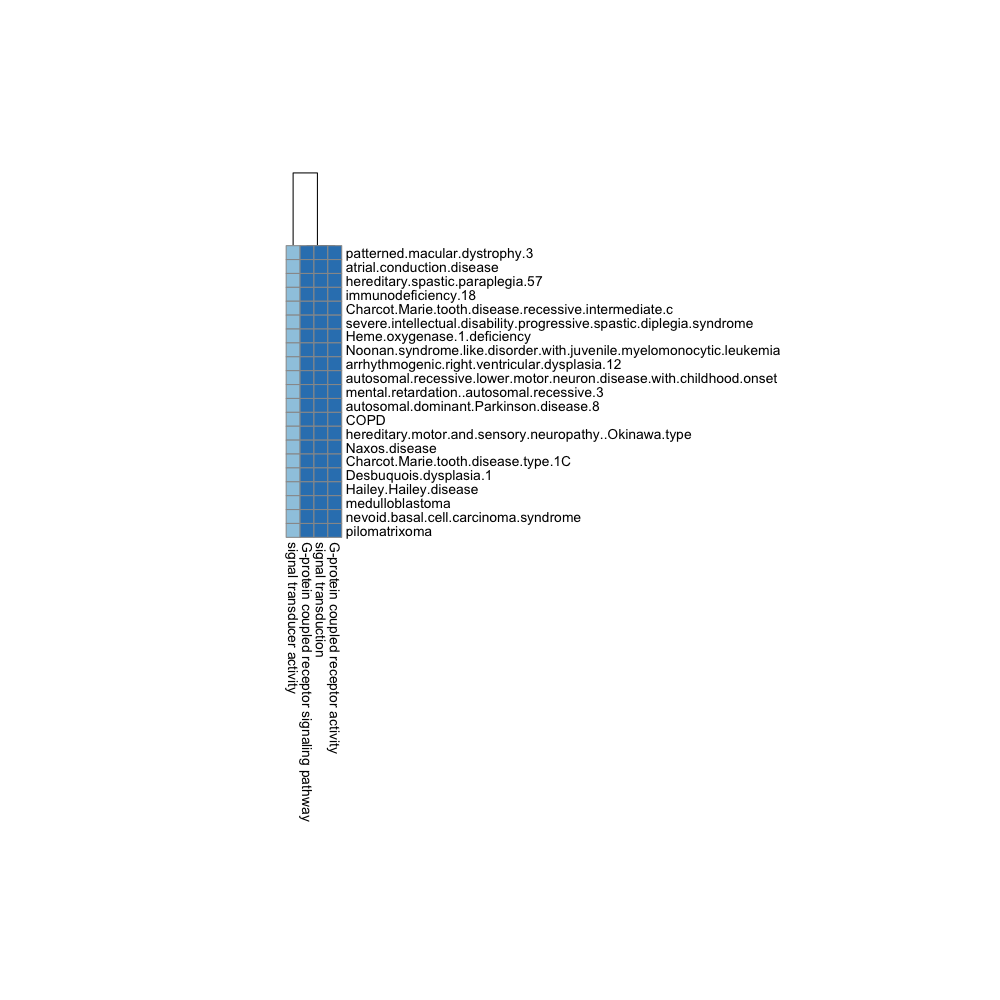 patterned.macular.dystrophy.3
atrial.conduction.disease
hereditary.spastic.paraplegia.57
immunodeficiency.18
Charcot.Marie.tooth.disease.recessive.intermediate.c
severe.intellectual.disability.progressive.spastic.diplegia.syndrome
Heme.oxygenase.1.deficiency
Noonan.syndrome.like.disorder.with.juvenile.myelomonocytic.leukemia
arrhythmogenic.right.ventricular.dysplasia.12
autosomal.recessive.lower.motor.neuron.disease.with.childhood.onset
mental.retardation..autosomal.recessive.3
autosomal.dominant.Parkinson.disease.8
COPD
hereditary.motor.and.sensory.neuropathy..Okinawa.type
Naxos.disease
Charcot.Marie.tooth.disease.type.1C
Desbuquois.dysplasia.1
Hailey.Hailey.disease
medulloblastoma
nevoid.basal.cell.carcinoma.syndrome
pilomatrixoma
signal transducer activity
G-protein coupled receptor signaling pathway
signal transduction
G-protein coupled receptor activity